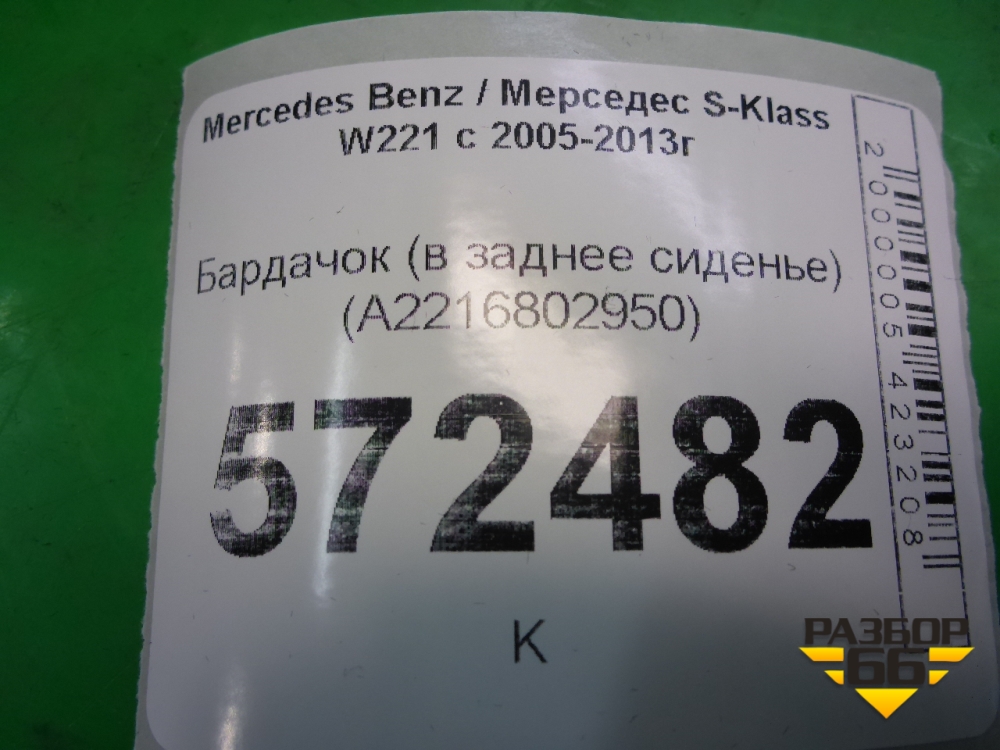 Mercedes Benz / Мерседес S-Klass
W221 с 2005-2013г
Бардачок (в заднее сиденье)
(A2216802950)
572482
К
2000005423208
РАЗБОР
66